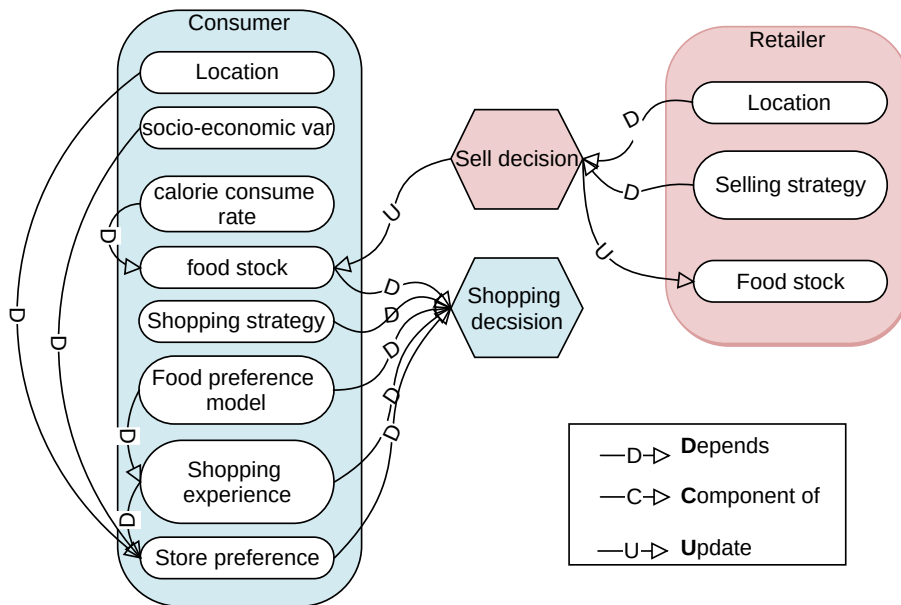 Consumer
Location
socio-economic var
calorie consume
rate
food stock
Shopping strategy
Food preference
model
Shopping
experience
Store preference
D
D
D
D
D
D
D
D
D
D
U
Sell decision
Shopping
decsision
D
D
U
Retailer
Location
Selling strategy
Food stock
D Depends
C Component of
U Update